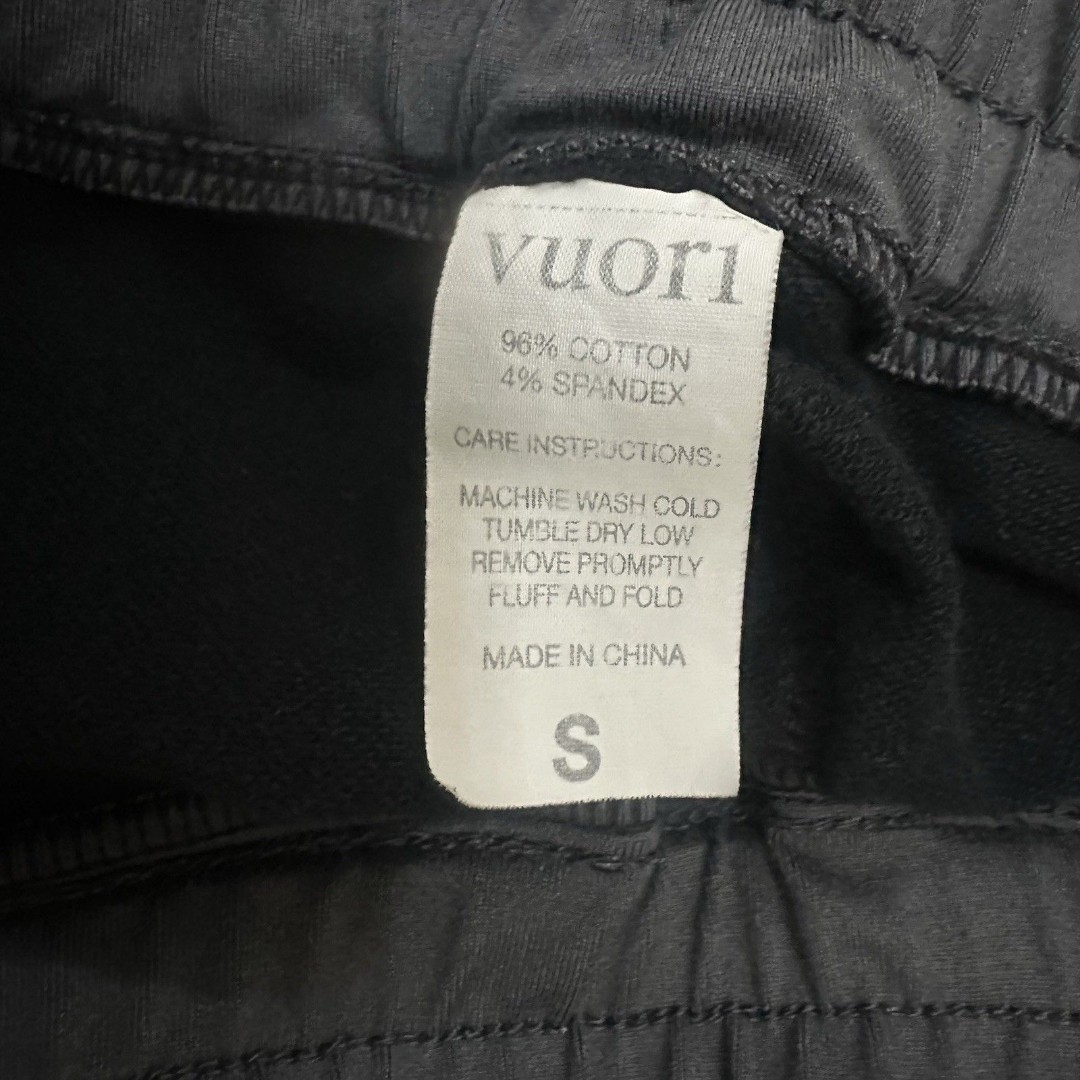 vuori
96% COTTON
4% SPANDEX
CARE INSTRUCTIONS:
MACHINE WASH COLD
TUMBLE DRY LOW
REMOVE PROMPTLY
FLUFF AND FOLD
MADE IN CHINA
S